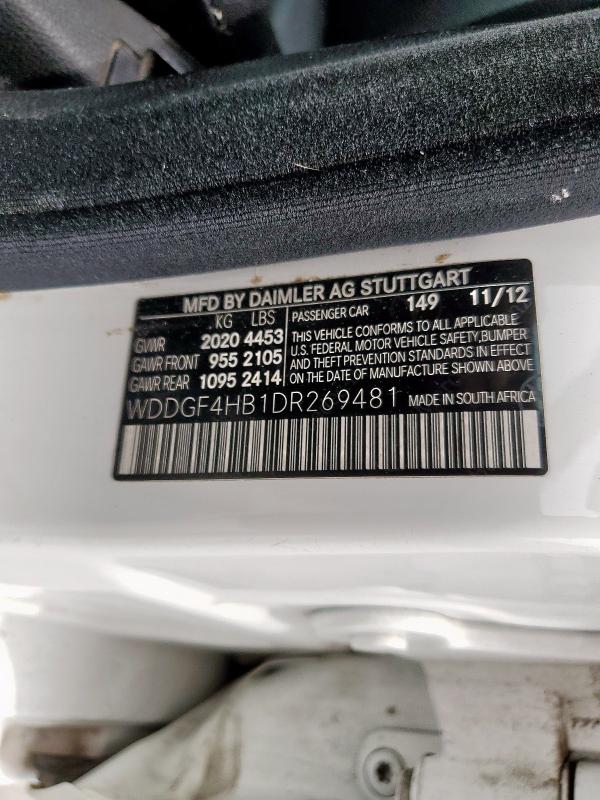 MFD BY DAIMLER AG STUTTGART
KG LBS
GVWR 2020 4453
GAWR FRONT 955 2105
GAWR REAR 1095 2414
PASSENGER CAR 149 11/12
THIS VEHICLE CONFORMS TO ALL APPLICABLE
U.S. FEDERAL MOTOR VEHICLE SAFETY, BUMPER
AND THEFT PREVENTION STANDARDS IN EFFECT
ON THE DATE OF MANUFACTURE SHOWN ABOVE
WDDGF4HB1DR269481 MADE IN SOUTH AFRICA